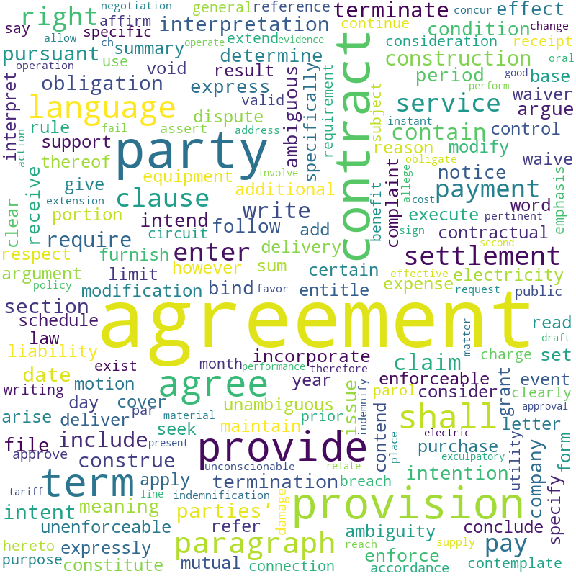 say
negotiation
affirm
general
reference
terminate
concur
change
right
specific
interpretation
continue
effect
allow
ch
operate
evidence
extend
condition
pursuant
summary
determine
consideration
receipt
operation
use
void
result
construction
oral
obligation
express
valid
period
good
base
perform
interpret
language
ambiguous
specifically
requirement
contract
subject
service
waiver
argue
rule
fail
assert
dispute
address
contain
instant
control
support
action
party
involve
reason
obligate
modify
waive
thereof
equipment
allege
notice
emphasis
give
additional
benefit
complaint
payment
clear
receive
portion
extension
clause
intend
write
cost
pertinent
word
execute
contractual
circuit
follow
add
sign
require
furnish
delivery
certain
settlement
respect
enter
second
argument
limit
however
sum
expense
electricity
policy
modification
bind
favor
entitle
effective
request
public
section
agreement
schedule
read
law
matter
draft
liability
exist
month
performance
incorporate
therefore
claim
charge
set
date
writing
motion
year
enforceable
event
day
cover
agree
unambiguous
issue
parol
consider
grant
clearly
arise
deliver
par
material
prior
indemnify
shall
electric
approval
letter
file
include
seek
maintain
contend
place
purchase
utility
company
form
approve
present
provide
exculpatory
construe
unconscionable
relate
intention
specify
term
apply
termination
breach
provision
tariff
line
indemnification
damage
intent
meaning
parties'
ambiguity
conclude
unenforceable
refer
pay
hereto
expressly
paragraph
reach
enforce
supply
purpose
constitute
mutual
connection
accordance
contemplate